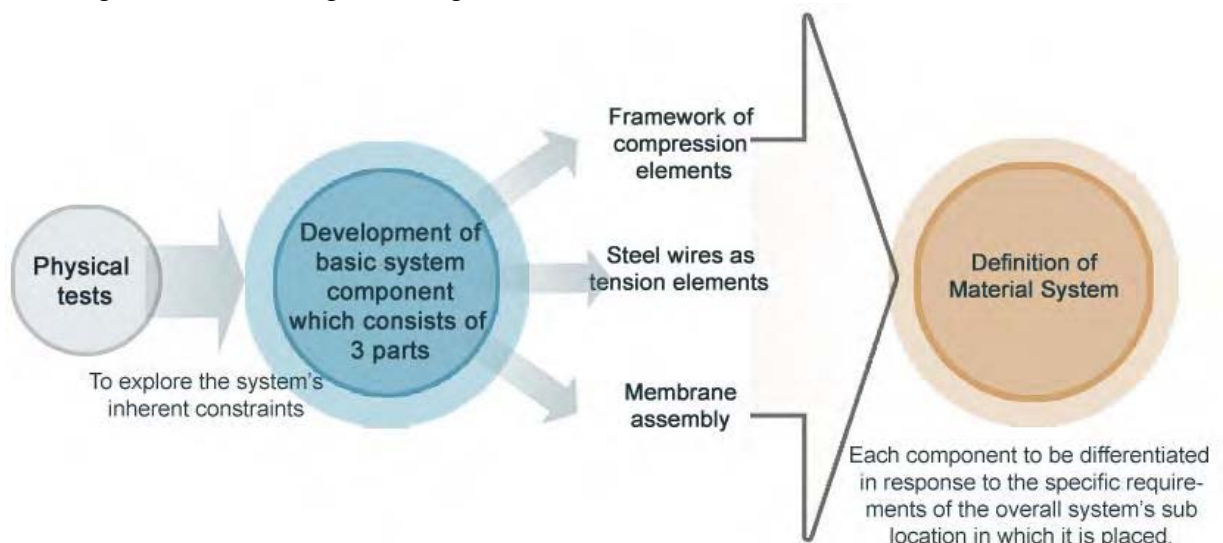 Physical
tests
To explore the system's
inherent constraints
Development of
basic system
component
which consists of
3 parts
Framework of
compression
elements
Steel wires as
tension elements
Membrane
assembly
Definition of
Material System
Each component to be differentiated
in response to the specific require-
ments of the overall system's sub
location in which it is placed.